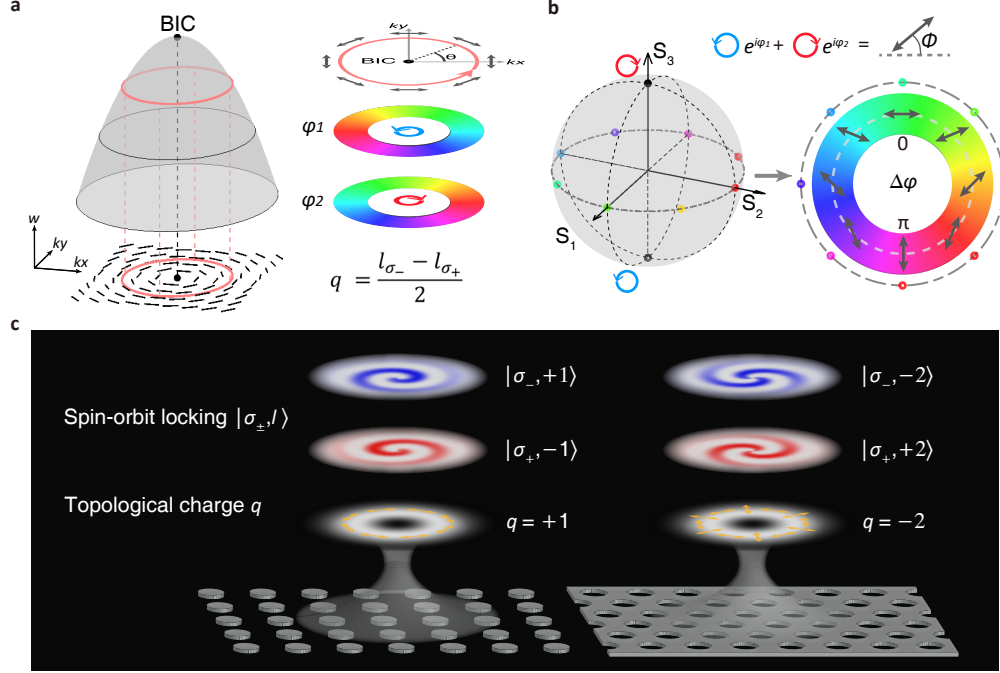 a
BIC
w
ky
kx
ky
BIC
θ
kx
φ1
φ2
q = (lσ₋ − lσ₊)/2
b
e^{iφ₁} + e^{iφ₂} =
Φ
S₃
S₂
S₁
0
Δφ
π
c
Spin-orbit locking |σ±,l⟩
Topological charge q
|σ₋,+1⟩
|σ₊,−1⟩
q = +1
|σ₋,−2⟩
|σ₊,+2⟩
q = −2